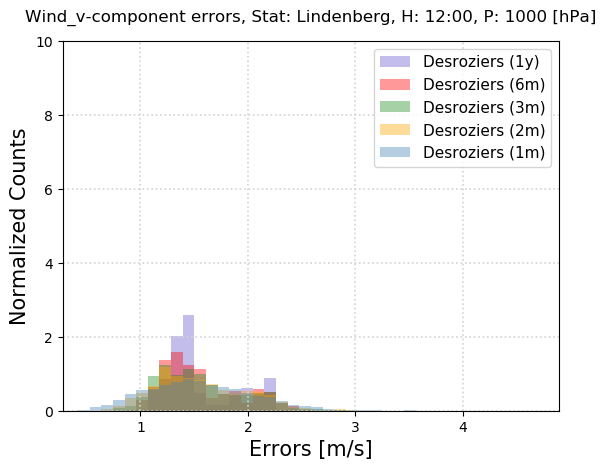 Wind_v-component errors, Stat: Lindenberg, H: 12:00, P: 1000 [hPa]
10
8
6
4
2
0
Normalized Counts
Desroziers (1y)
Desroziers (6m)
Desroziers (3m)
Desroziers (2m)
Desroziers (1m)
1 2 3 4
Errors [m/s]